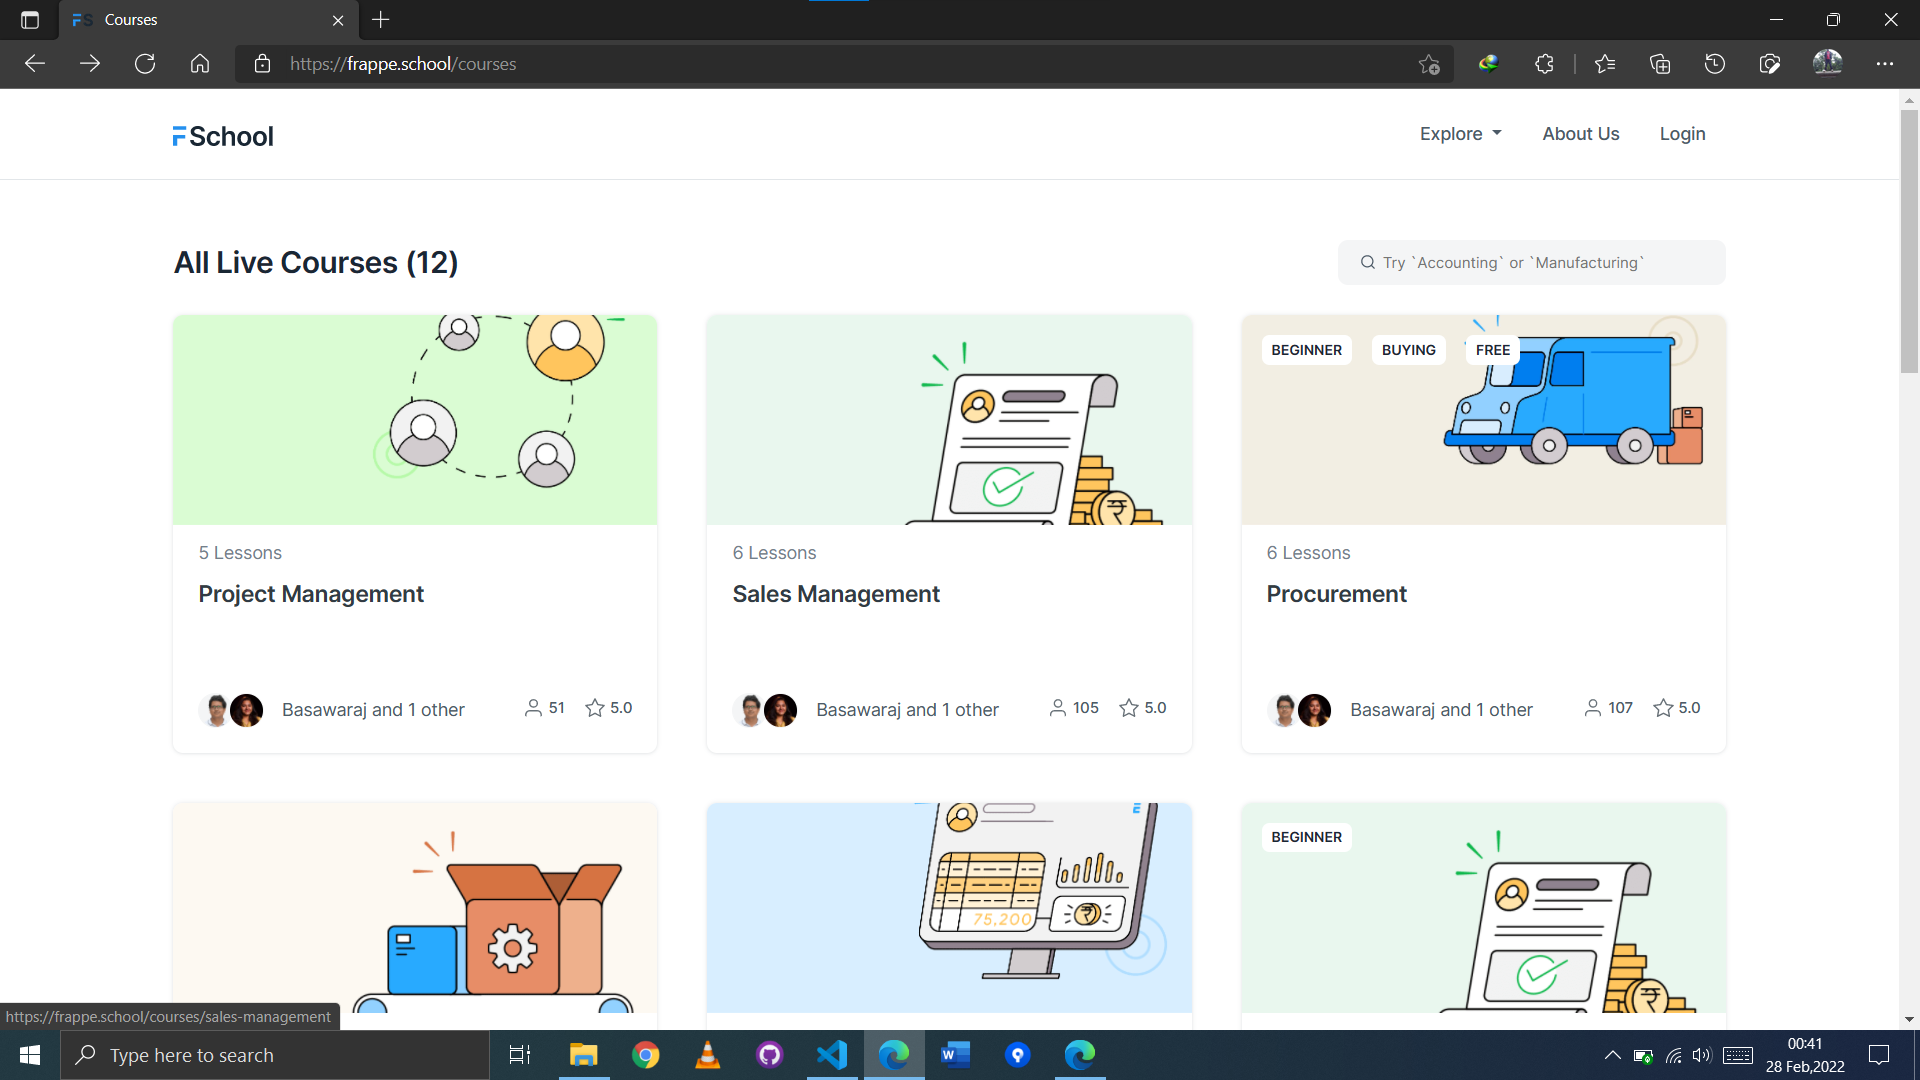 FS Courses
https://frappe.school/courses
FSchool
Explore
About Us
Login
All Live Courses (12)
Try `Accounting` or `Manufacturing`
BEGINNER
BUYING
FREE
5 Lessons
Project Management
Basawaraj and 1 other
51
5.0
6 Lessons
Sales Management
Basawaraj and 1 other
105
5.0
6 Lessons
Procurement
Basawaraj and 1 other
107
5.0
75,200
BEGINNER
https://frappe.school/courses/sales-management
Type here to search
W
00:41
28 Feb,2022